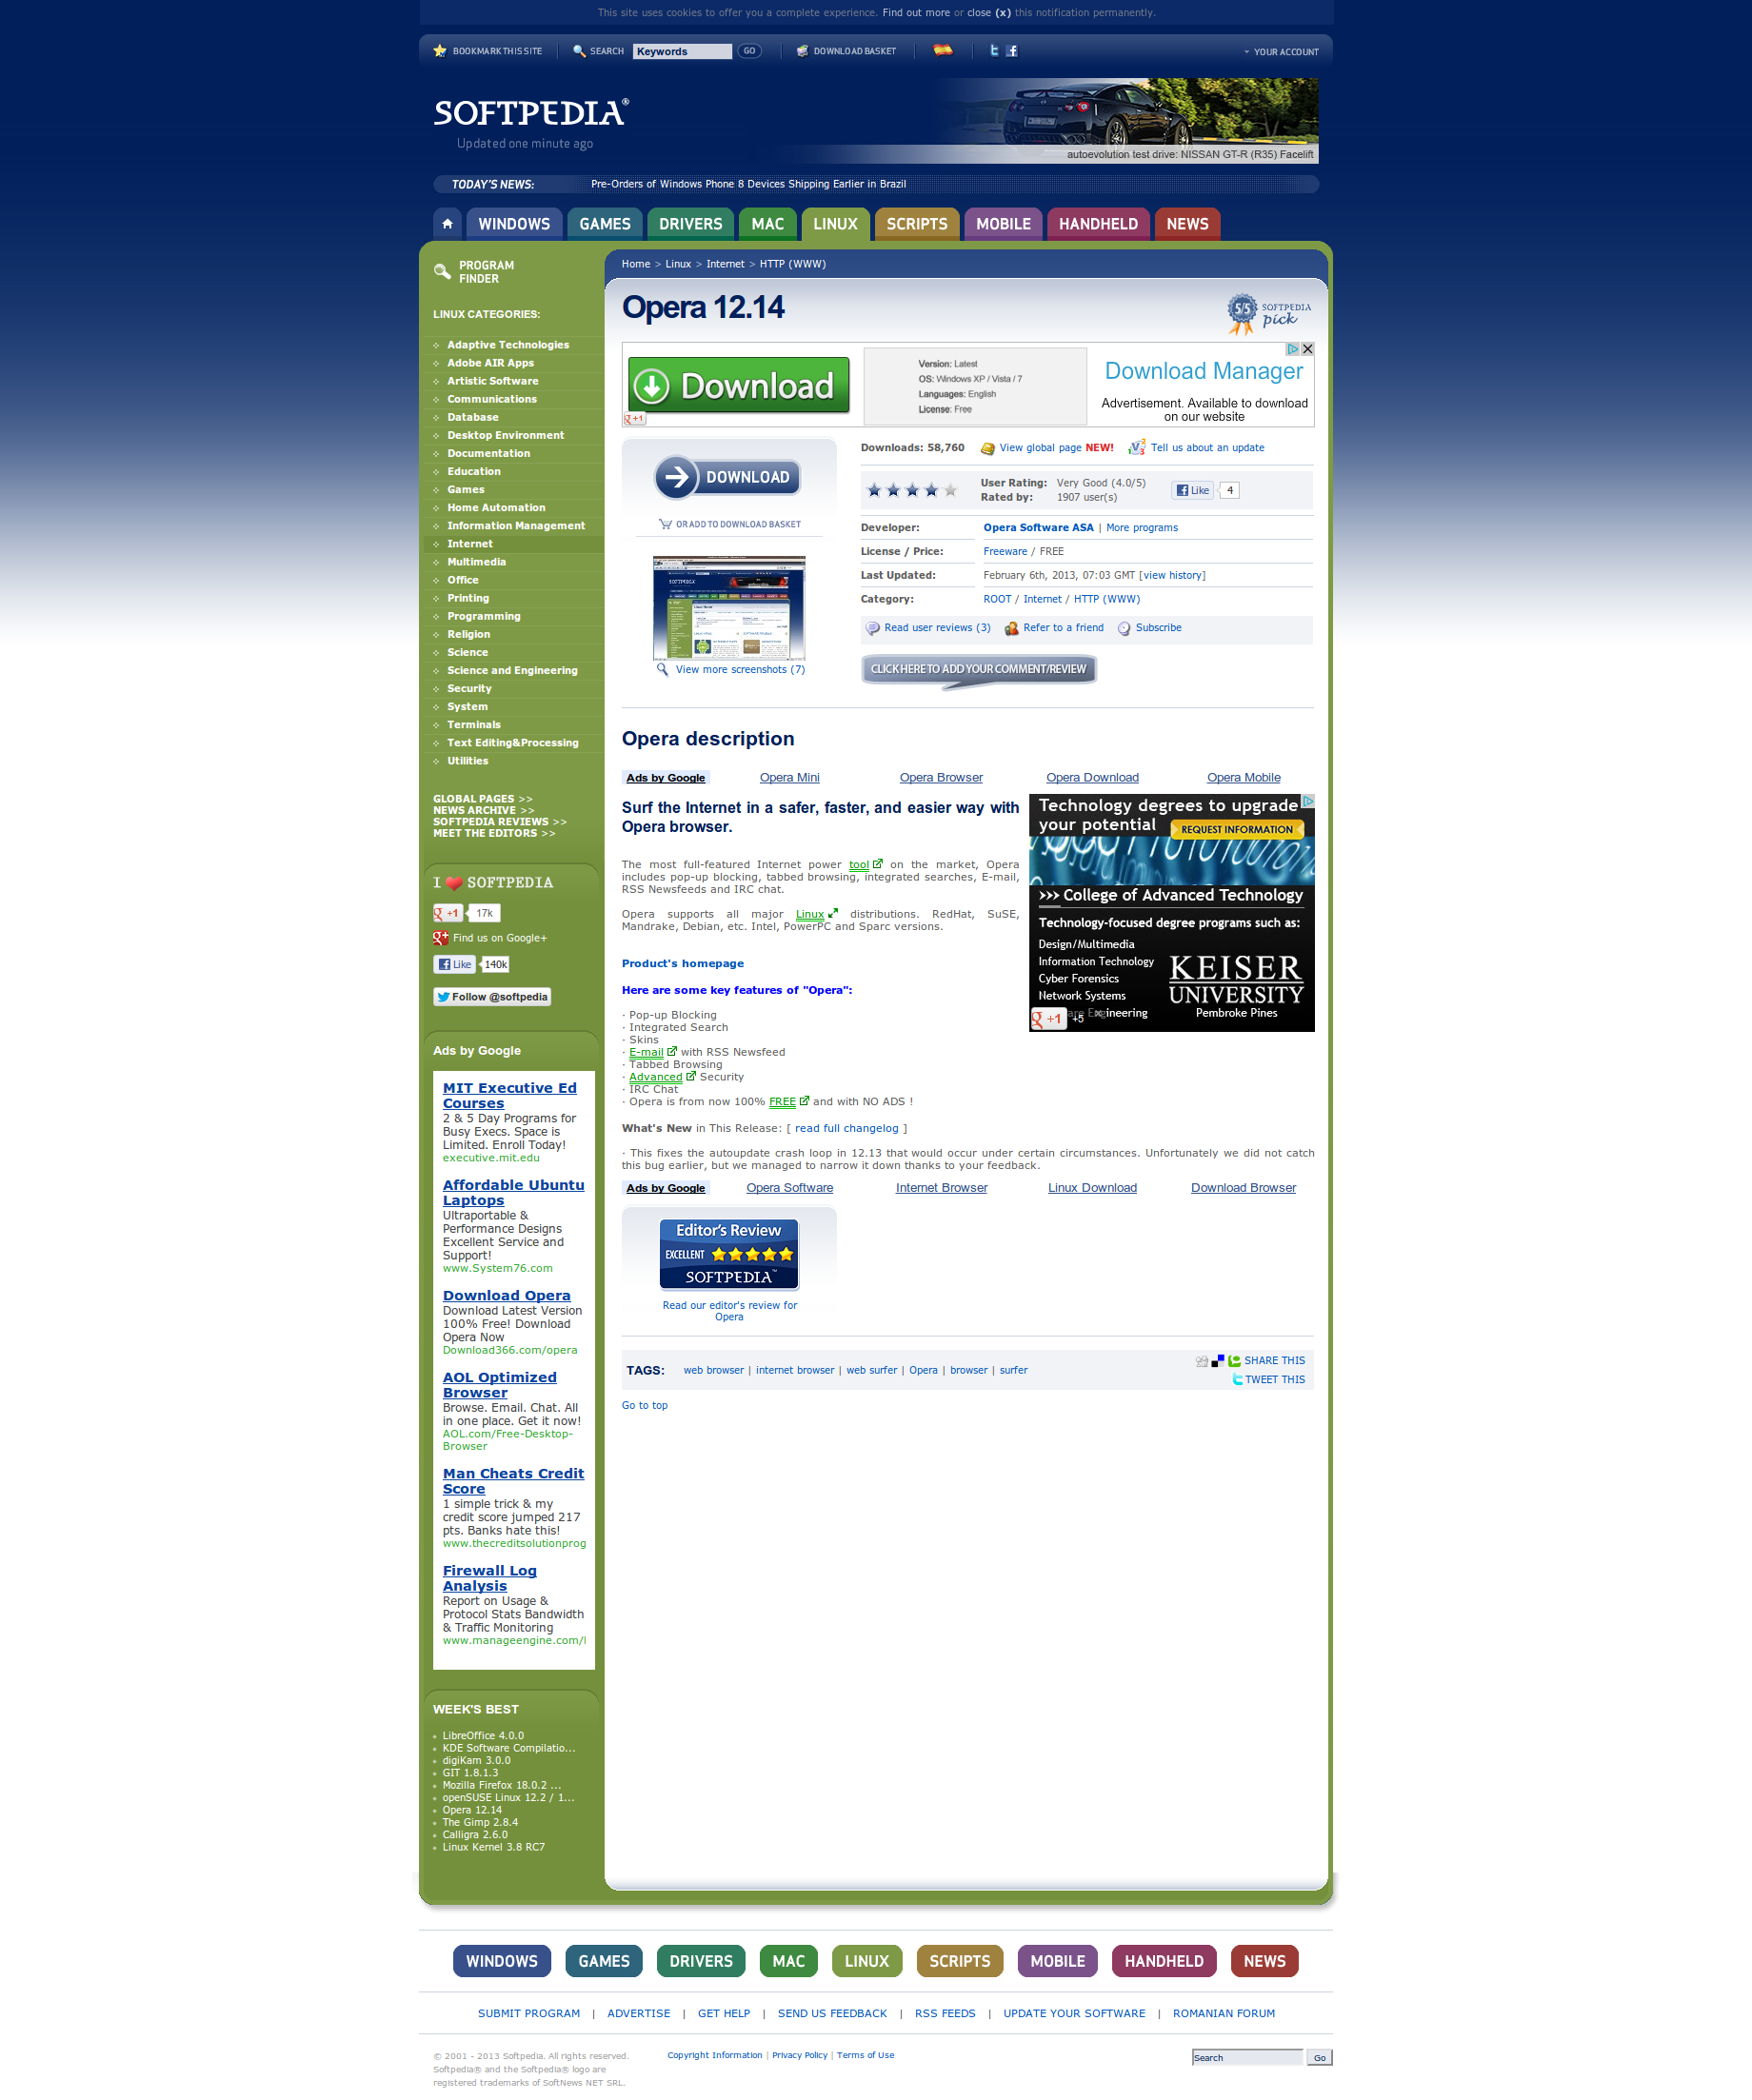 This site uses cookies to offer you a complete experience. Find out more or close (x) this notification permanently.
BOOKMARK THIS SITE
SEARCH
Keywords
GO
DOWNLOAD BASKET
YOUR ACCOUNT
SOFTPEDIA®
Updated one minute ago
autoevolution test drive: NISSAN GT-R (R35) Facelift
TODAY'S NEWS:
Pre-Orders of Windows Phone 8 Devices Shipping Earlier in Brazil
WINDOWS
GAMES
DRIVERS
MAC
LINUX
SCRIPTS
MOBILE
HANDHELD
NEWS
PROGRAM
FINDER
LINUX CATEGORIES:
Adaptive Technologies
Adobe AIR Apps
Artistic Software
Communications
Database
Desktop Environment
Documentation
Education
Games
Home Automation
Information Management
Internet
Multimedia
Office
Printing
Programming
Religion
Science
Science and Engineering
Security
System
Terminals
Text Editing&Processing
Utilities
GLOBAL PAGES >>
NEWS ARCHIVE >>
SOFTPEDIA REVIEWS >>
MEET THE EDITORS >>
I SOFTPEDIA
+1 17k
Find us on Google+
Like 140k
Follow @softpedia
Ads by Google
MIT Executive Ed
Courses
2 & 5 Day Programs for
Busy Execs. Space is
Limited. Enroll Today!
executive.mit.edu
Affordable Ubuntu
Laptops
Ultraportable &
Performance Designs
Excellent Service and
Support!
www.System76.com
Download Opera
Download Latest Version
100% Free! Download
Opera Now
Download366.com/opera
AOL Optimized
Browser
Browse. Email. Chat. All
in one place. Get it now!
AOL.com/Free-Desktop-
Browser
Man Cheats Credit
Score
1 simple trick & my
credit score jumped 217
pts. Banks hate this!
www.thecreditsolutionprog
Firewall Log
Analysis
Report on Usage &
Protocol Stats Bandwidth
& Traffic Monitoring
www.manageengine.com/
WEEK'S BEST
LibreOffice 4.0.0
KDE Software Compilatio...
digiKam 3.0.0
GIT 1.8.1.3
Mozilla Firefox 18.0.2 ...
openSUSE Linux 12.2 / 1...
Opera 12.14
The Gimp 2.8.4
Calligra 2.6.0
Linux Kernel 3.8 RC7
Home > Linux > Internet > HTTP (WWW)
Opera 12.14
5/5 SOFTPEDIA
pick
Download
g +1
Version: Latest
OS: Windows XP / Vista / 7
Languages: English
License: Free
Download Manager
Advertisement. Available to download
on our website
DOWNLOAD
OR ADD TO DOWNLOAD BASKET
View more screenshots (7)
Downloads: 58,760 View global page NEW! Tell us about an update
User Rating: Very Good (4.0/5)
Rated by: 1907 user(s)
Like 4
Developer: Opera Software ASA | More programs
License / Price: Freeware / FREE
Last Updated: February 6th, 2013, 07:03 GMT [view history]
Category: ROOT / Internet / HTTP (WWW)
Read user reviews (3) Refer to a friend Subscribe
CLICK HERE TO ADD YOUR COMMENT/REVIEW
Opera description
Ads by Google Opera Mini Opera Browser Opera Download Opera Mobile
Surf the Internet in a safer, faster, and easier way with
Opera browser.
The most full-featured Internet power tool on the market, Opera
includes pop-up blocking, tabbed browsing, integrated searches, E-mail,
RSS Newsfeeds and IRC chat.
Opera supports all major Linux distributions. RedHat, SuSE,
Mandrake, Debian, etc. Intel, PowerPC and Sparc versions.
Product's homepage
Here are some key features of "Opera":
· Pop-up Blocking
· Integrated Search
· Skins
· E-mail with RSS Newsfeed
· Tabbed Browsing
· Advanced Security
· IRC Chat
· Opera is from now 100% FREE and with NO ADS !
Technology degrees to upgrade
your potential
REQUEST INFORMATION
>>> College of Advanced Technology
Technology-focused degree programs such as:
Design/Multimedia
Information Technology
Cyber Forensics
Network Systems
g +1 +5
KEISER
UNIVERSITY
Pembroke Pines
What's New in This Release: [ read full changelog ]
· This fixes the autoupdate crash loop in 12.13 that would occur under certain circumstances. Unfortunately we did not catch
this bug earlier, but we managed to narrow it down thanks to your feedback.
Ads by Google Opera Software Internet Browser Linux Download Download Browser
Editor's Review
EXCELLENT
SOFTPEDIA™
Read our editor's review for
Opera
TAGS: web browser | internet browser | web surfer | Opera | browser | surfer
SHARE THIS
TWEET THIS
Go to top
WINDOWS
GAMES
DRIVERS
MAC
LINUX
SCRIPTS
MOBILE
HANDHELD
NEWS
SUBMIT PROGRAM | ADVERTISE | GET HELP | SEND US FEEDBACK | RSS FEEDS | UPDATE YOUR SOFTWARE | ROMANIAN FORUM
© 2001 - 2013 Softpedia. All rights reserved.
Softpedia® and the Softpedia® logo are
registered trademarks of SoftNews NET SRL.
Copyright Information | Privacy Policy | Terms of Use
Search
Go